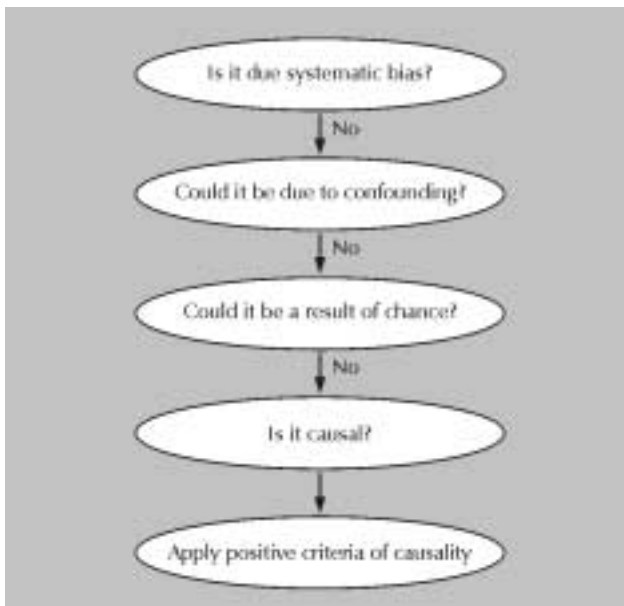 Is it due systematic bias?
No
Could it be due to confounding?
No
Could it be a result of chance?
No
Is it causal?
Apply positive criteria of causality